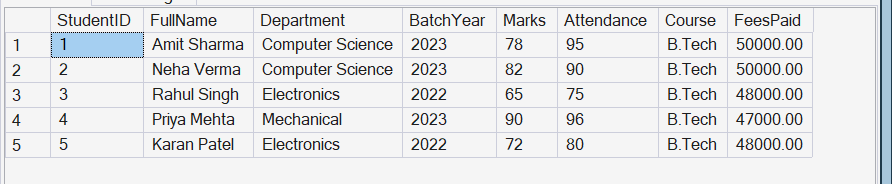 StudentID FullName Department BatchYear Marks Attendance Course FeesPaid
1 1 Amit Sharma Computer Science 2023 78 95 B.Tech 50000.00
2 2 Neha Verma Computer Science 2023 82 90 B.Tech 50000.00
3 3 Rahul Singh Electronics 2022 65 75 B.Tech 48000.00
4 4 Priya Mehta Mechanical 2023 90 96 B.Tech 47000.00
5 5 Karan Patel Electronics 2022 72 80 B.Tech 48000.00